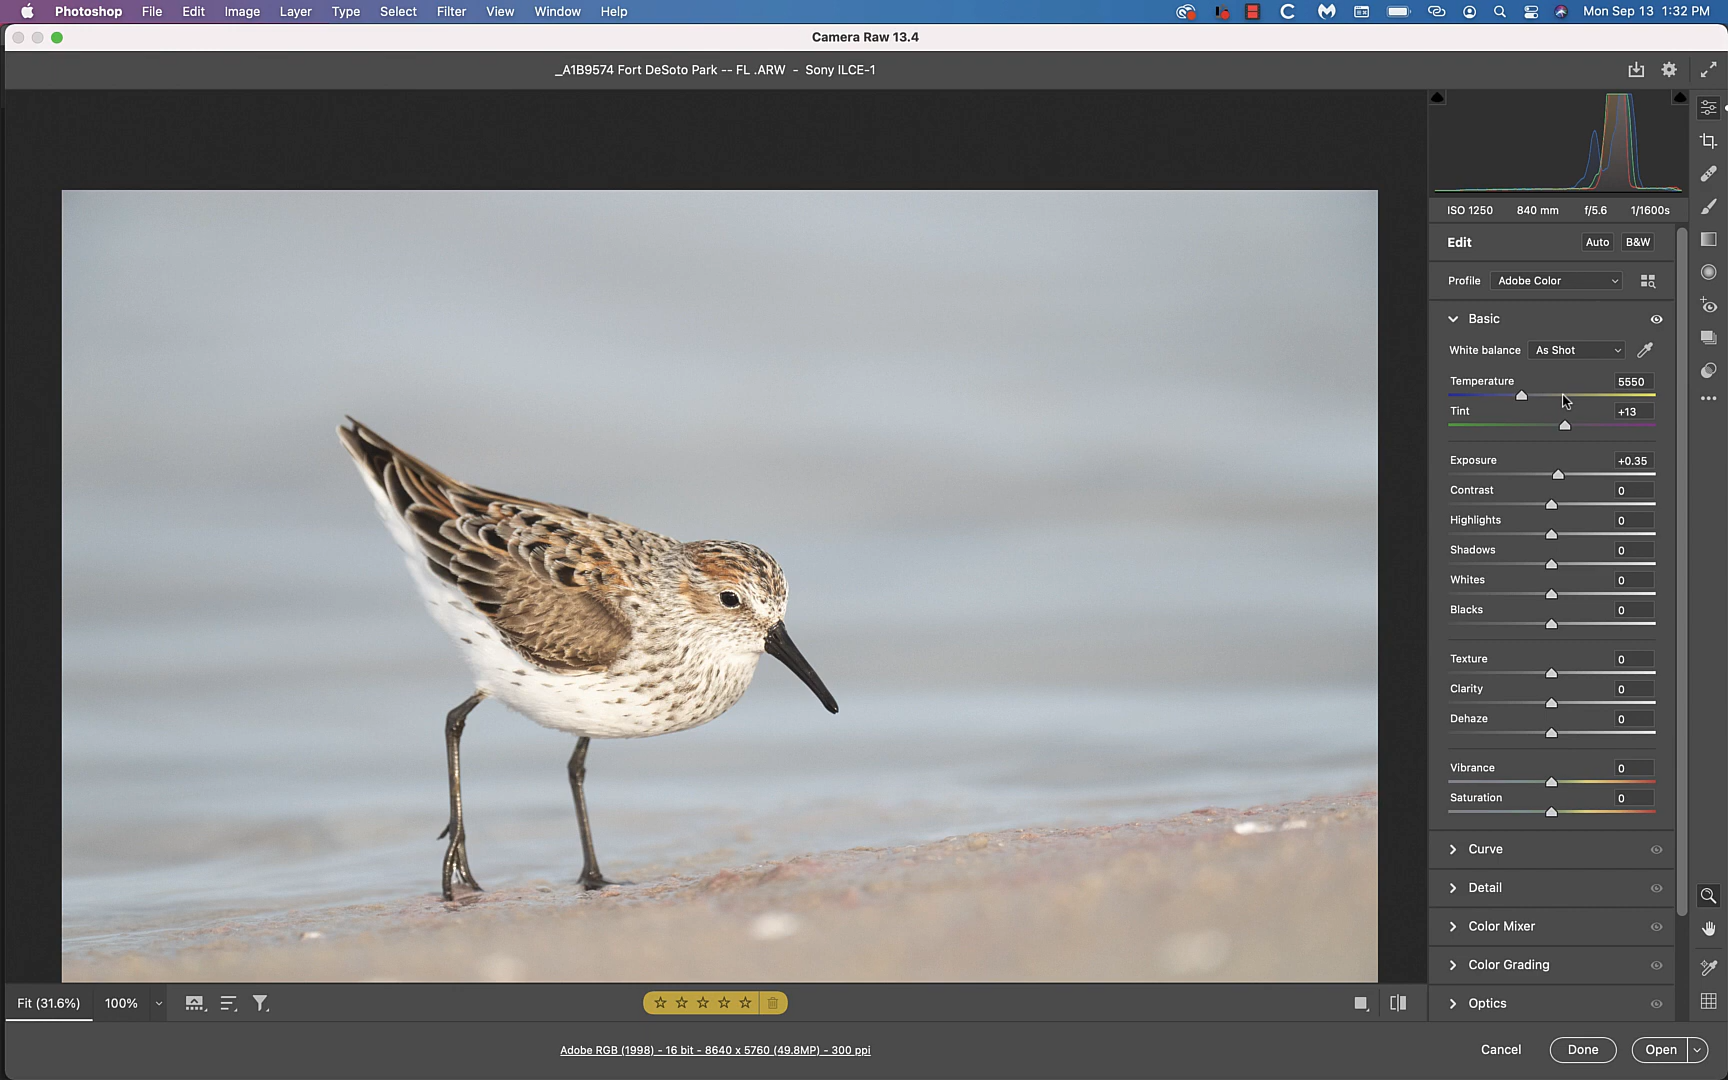 Photoshop File Edit Image Layer Type Select Filter View Window Help Mon Sep 13 1:32 PM
Camera Raw 13.4
_A1B9574 Fort DeSoto Park -- FL .ARW - Sony ILCE-1
ISO 1250 840 mm f/5.6 1/1600s
Edit Auto B&W
Profile Adobe Color
Basic
White balance As Shot
Temperature 5550
Tint +13
Exposure +0.35
Contrast 0
Highlights 0
Shadows 0
Whites 0
Blacks 0
Texture 0
Clarity 0
Dehaze 0
Vibrance 0
Saturation 0
Curve
Detail
Color Mixer
Color Grading
Optics
Fit (31.6%) 100%
Adobe RGB (1998) - 16 bit - 8640 x 5760 (49.8MP) - 300 ppi
Cancel Done Open